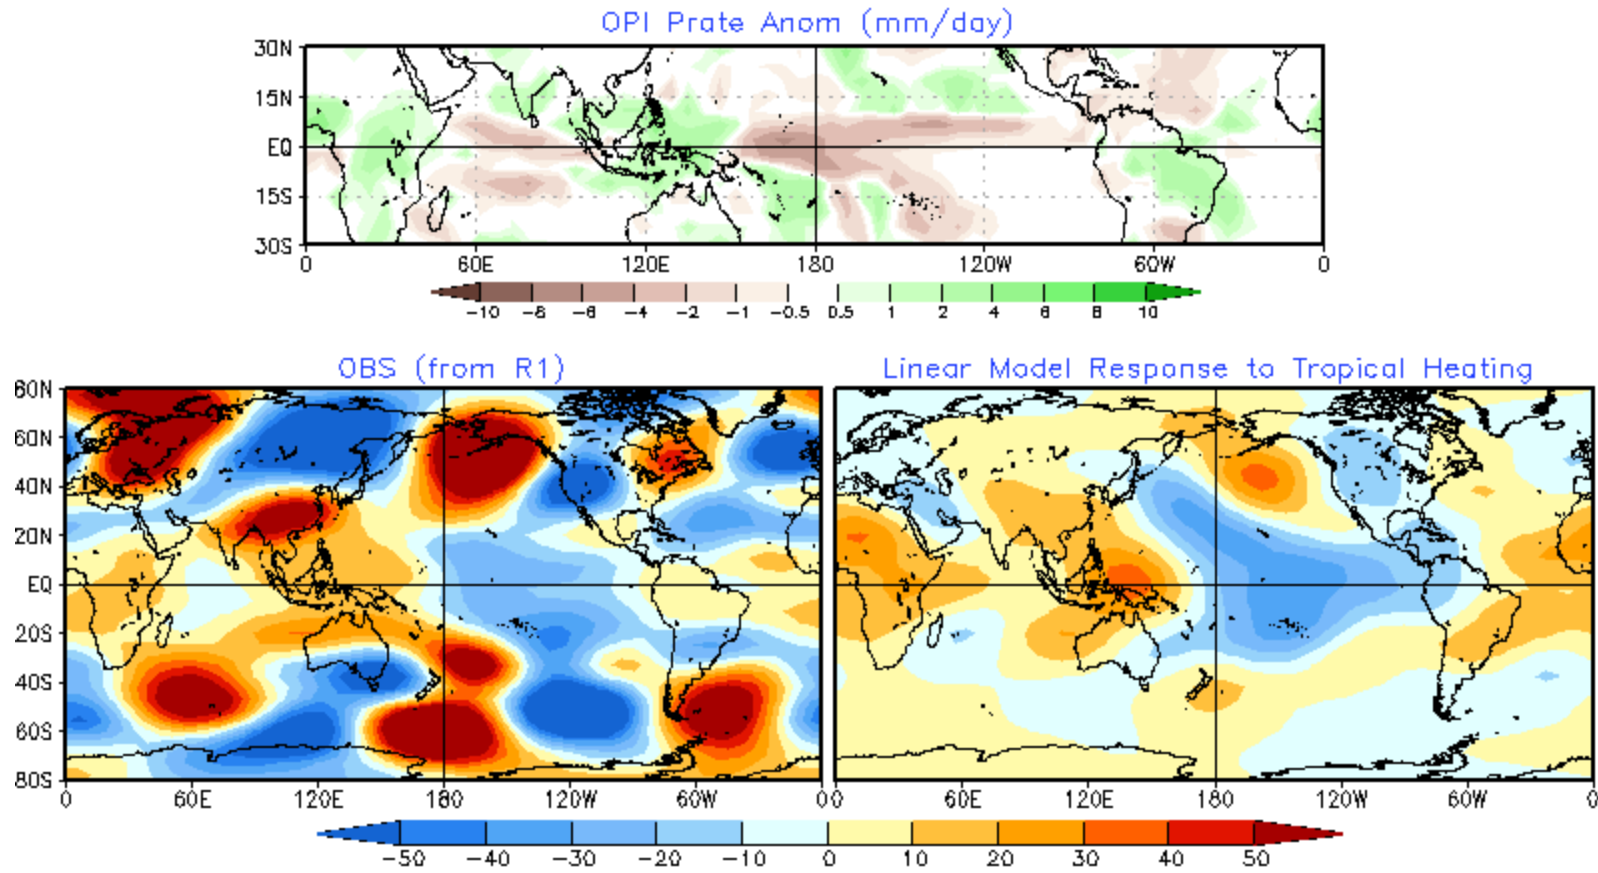 OPI Prate Anom (mm/day)
30N
15N
EQ
15S
30S
0 60E 120E 180 120W 60W 0
-10 -8 -6 -4 -2 -1 -0.5 0.5 1 2 4 6 8 10
OBS (from R1) Linear Model Response to Tropical Heating
80N
60N
40N
20N
EQ
20S
40S
60S
80S
0 60E 120E 180 120W 60W 0 0 60E 120E 180 120W 60W 0
-50 -40 -30 -20 -10 0 10 20 30 40 50